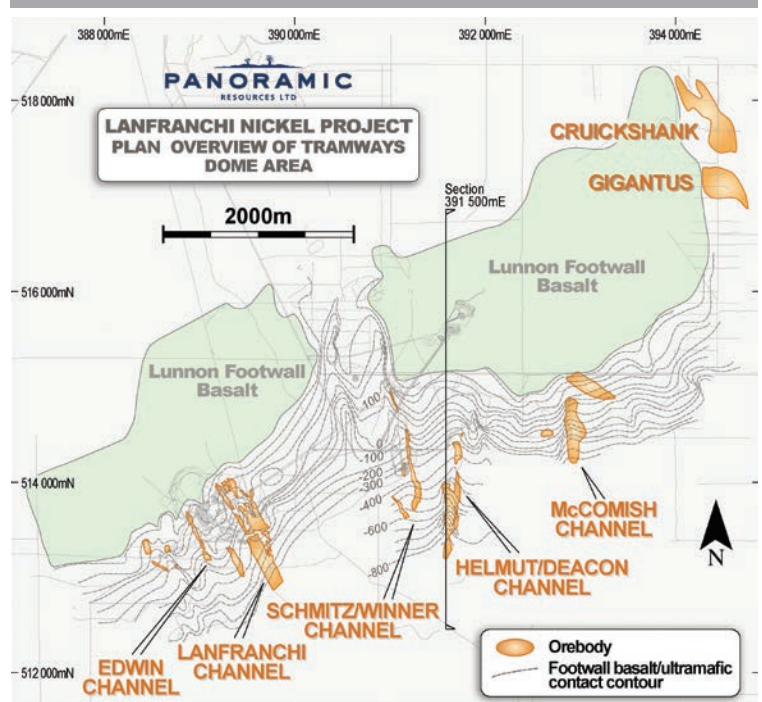 388 000mE
390 000mE
392 000mE
394 000mE
518 000mN
PANORAMIC
RESOURCES LTD
LANFRANCHI NICKEL PROJECT
PLAN OVERVIEW OF TRAMWAYS
DOME AREA
CRUICKSHANK
GIGANTUS
Section
391 500mE
2000m
Lunnon Footwall
Basalt
516 000mN
Lunnon Footwall
Basalt
-100
0
-100
-200
-300
-400
-600
-800
514 000mN
McCOMISH
CHANNEL
N
HELMUT/DEACON
CHANNEL
SCHMITZ/WINNER
CHANNEL
LANFRANCHI
CHANNEL
EDWIN
CHANNEL
512 000mN
Orebody
Footwall basalt/ultramafic
contact contour